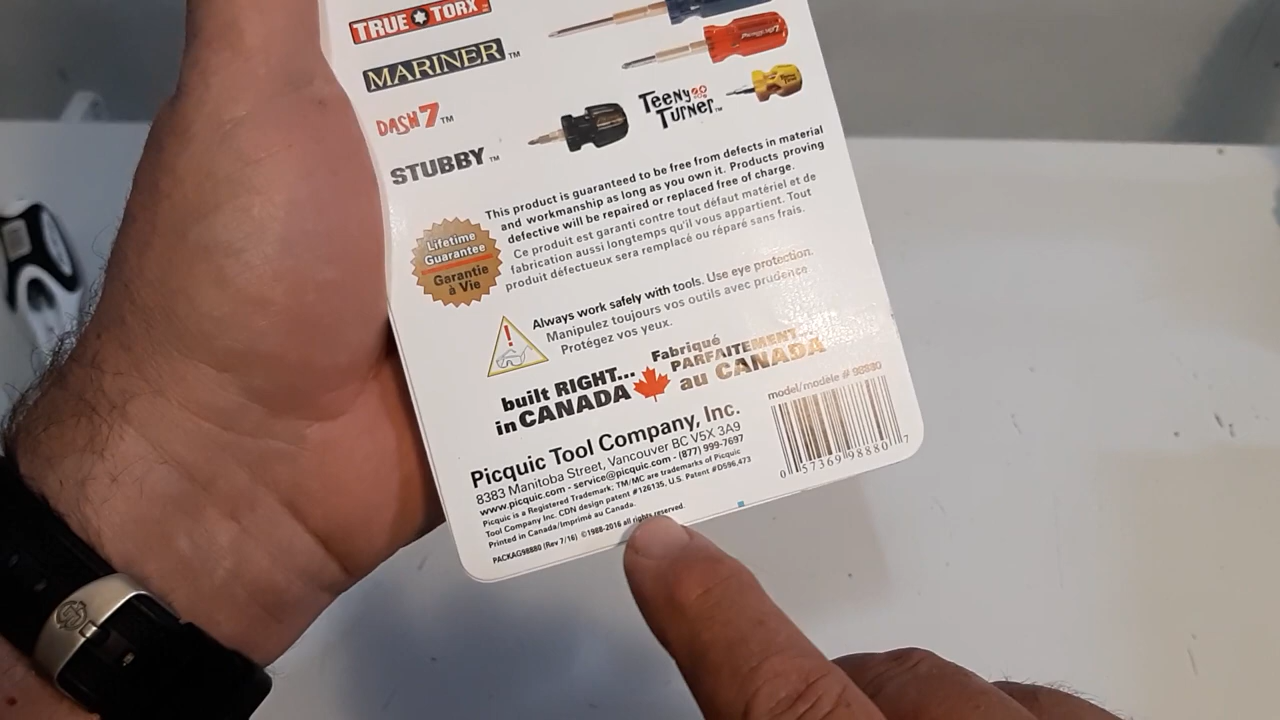 TRUE TORX
MARINER™
DASH 7™
STUBBY™
Teeny
Turner™
This product is guaranteed to be free from defects in material
and workmanship as long as you own it. Products proving
defective will be repaired or replaced free of charge.
Ce produit est garanti contre tout défaut matériel et de
fabrication aussi longtemps qu'il vous appartient. Tout
produit défectueux sera remplacé ou réparé sans frais.
Lifetime
Guarantee
Garantie
à Vie
Always work safely with tools. Use eye protection.
Manipulez toujours vos outils avec prudence
Protégez vos yeux.
built RIGHT...
in CANADA
Fabriqué
PARFAITEMENT...
au CANADA
Picquic Tool Company, Inc.
8383 Manitoba Street, Vancouver BC V5X 3A9
www.picquic.com - service@picquic.com - (877) 999-7697
Picquic is a Registered Trademark; TM/MC are trademarks of Picquic
Tool Company Inc. CDN design patent #126135, U.S. Patent #D596,473
Printed in Canada/Imprimé au Canada.
PACKAG98880 (Rev 7/16) ©1988-2016 all rights reserved.
model/modèle # 98880
0 57369 98880 7